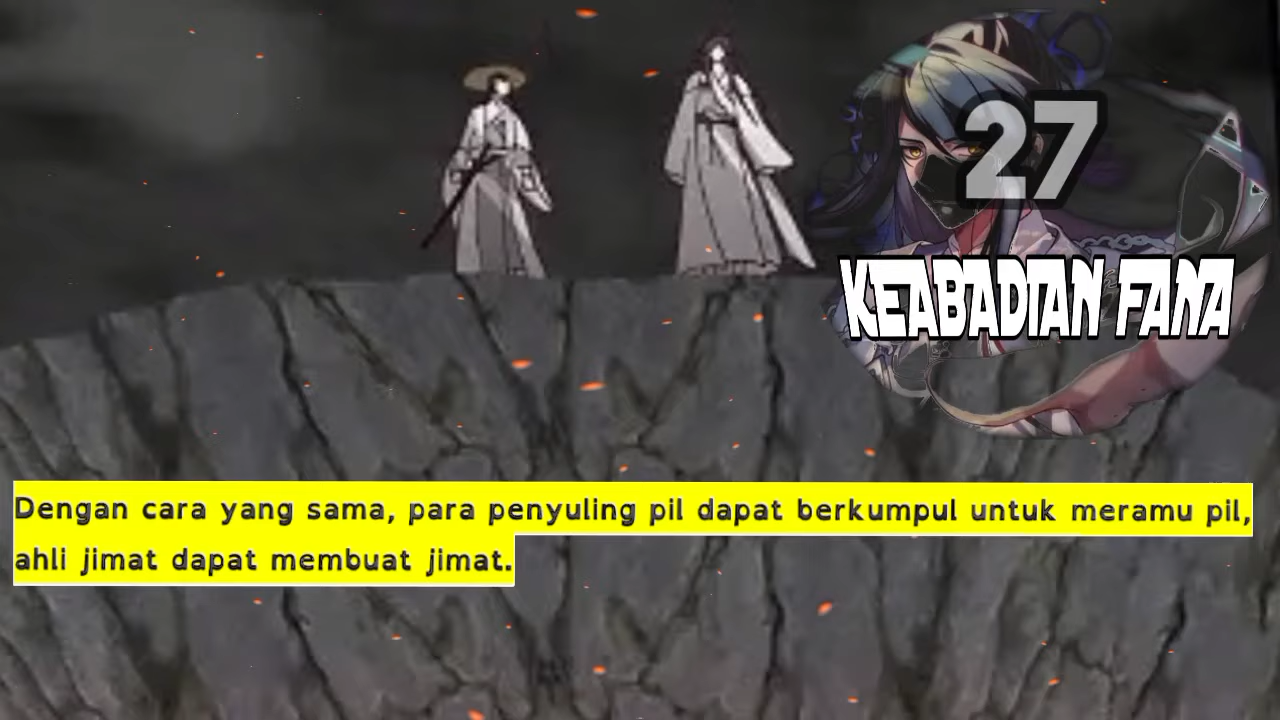 27
KEABADIAN FANA
Dengan cara yang sama, para penyuling pil dapat berkumpul untuk meramu pil,
ahli jimat dapat membuat jimat.